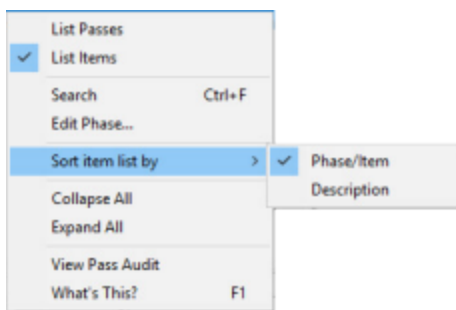 List Passes
List Items
Search Ctrl+F
Edit Phase...
Sort item list by >
Phase/Item
Description
Collapse All
Expand All
View Pass Audit
What's This? F1